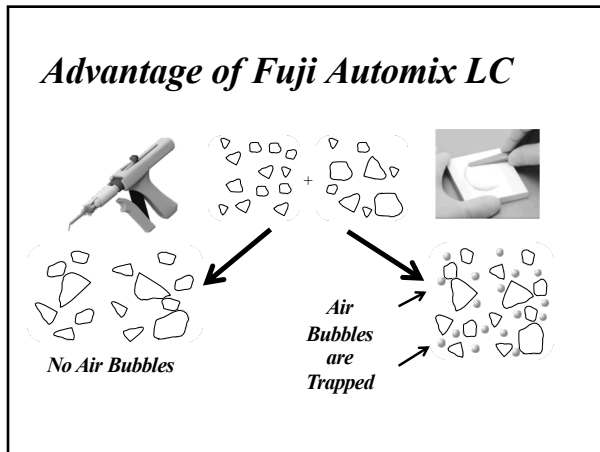 Advantage of Fuji Automix LC
+
No Air Bubbles
Air
Bubbles
are
Trapped